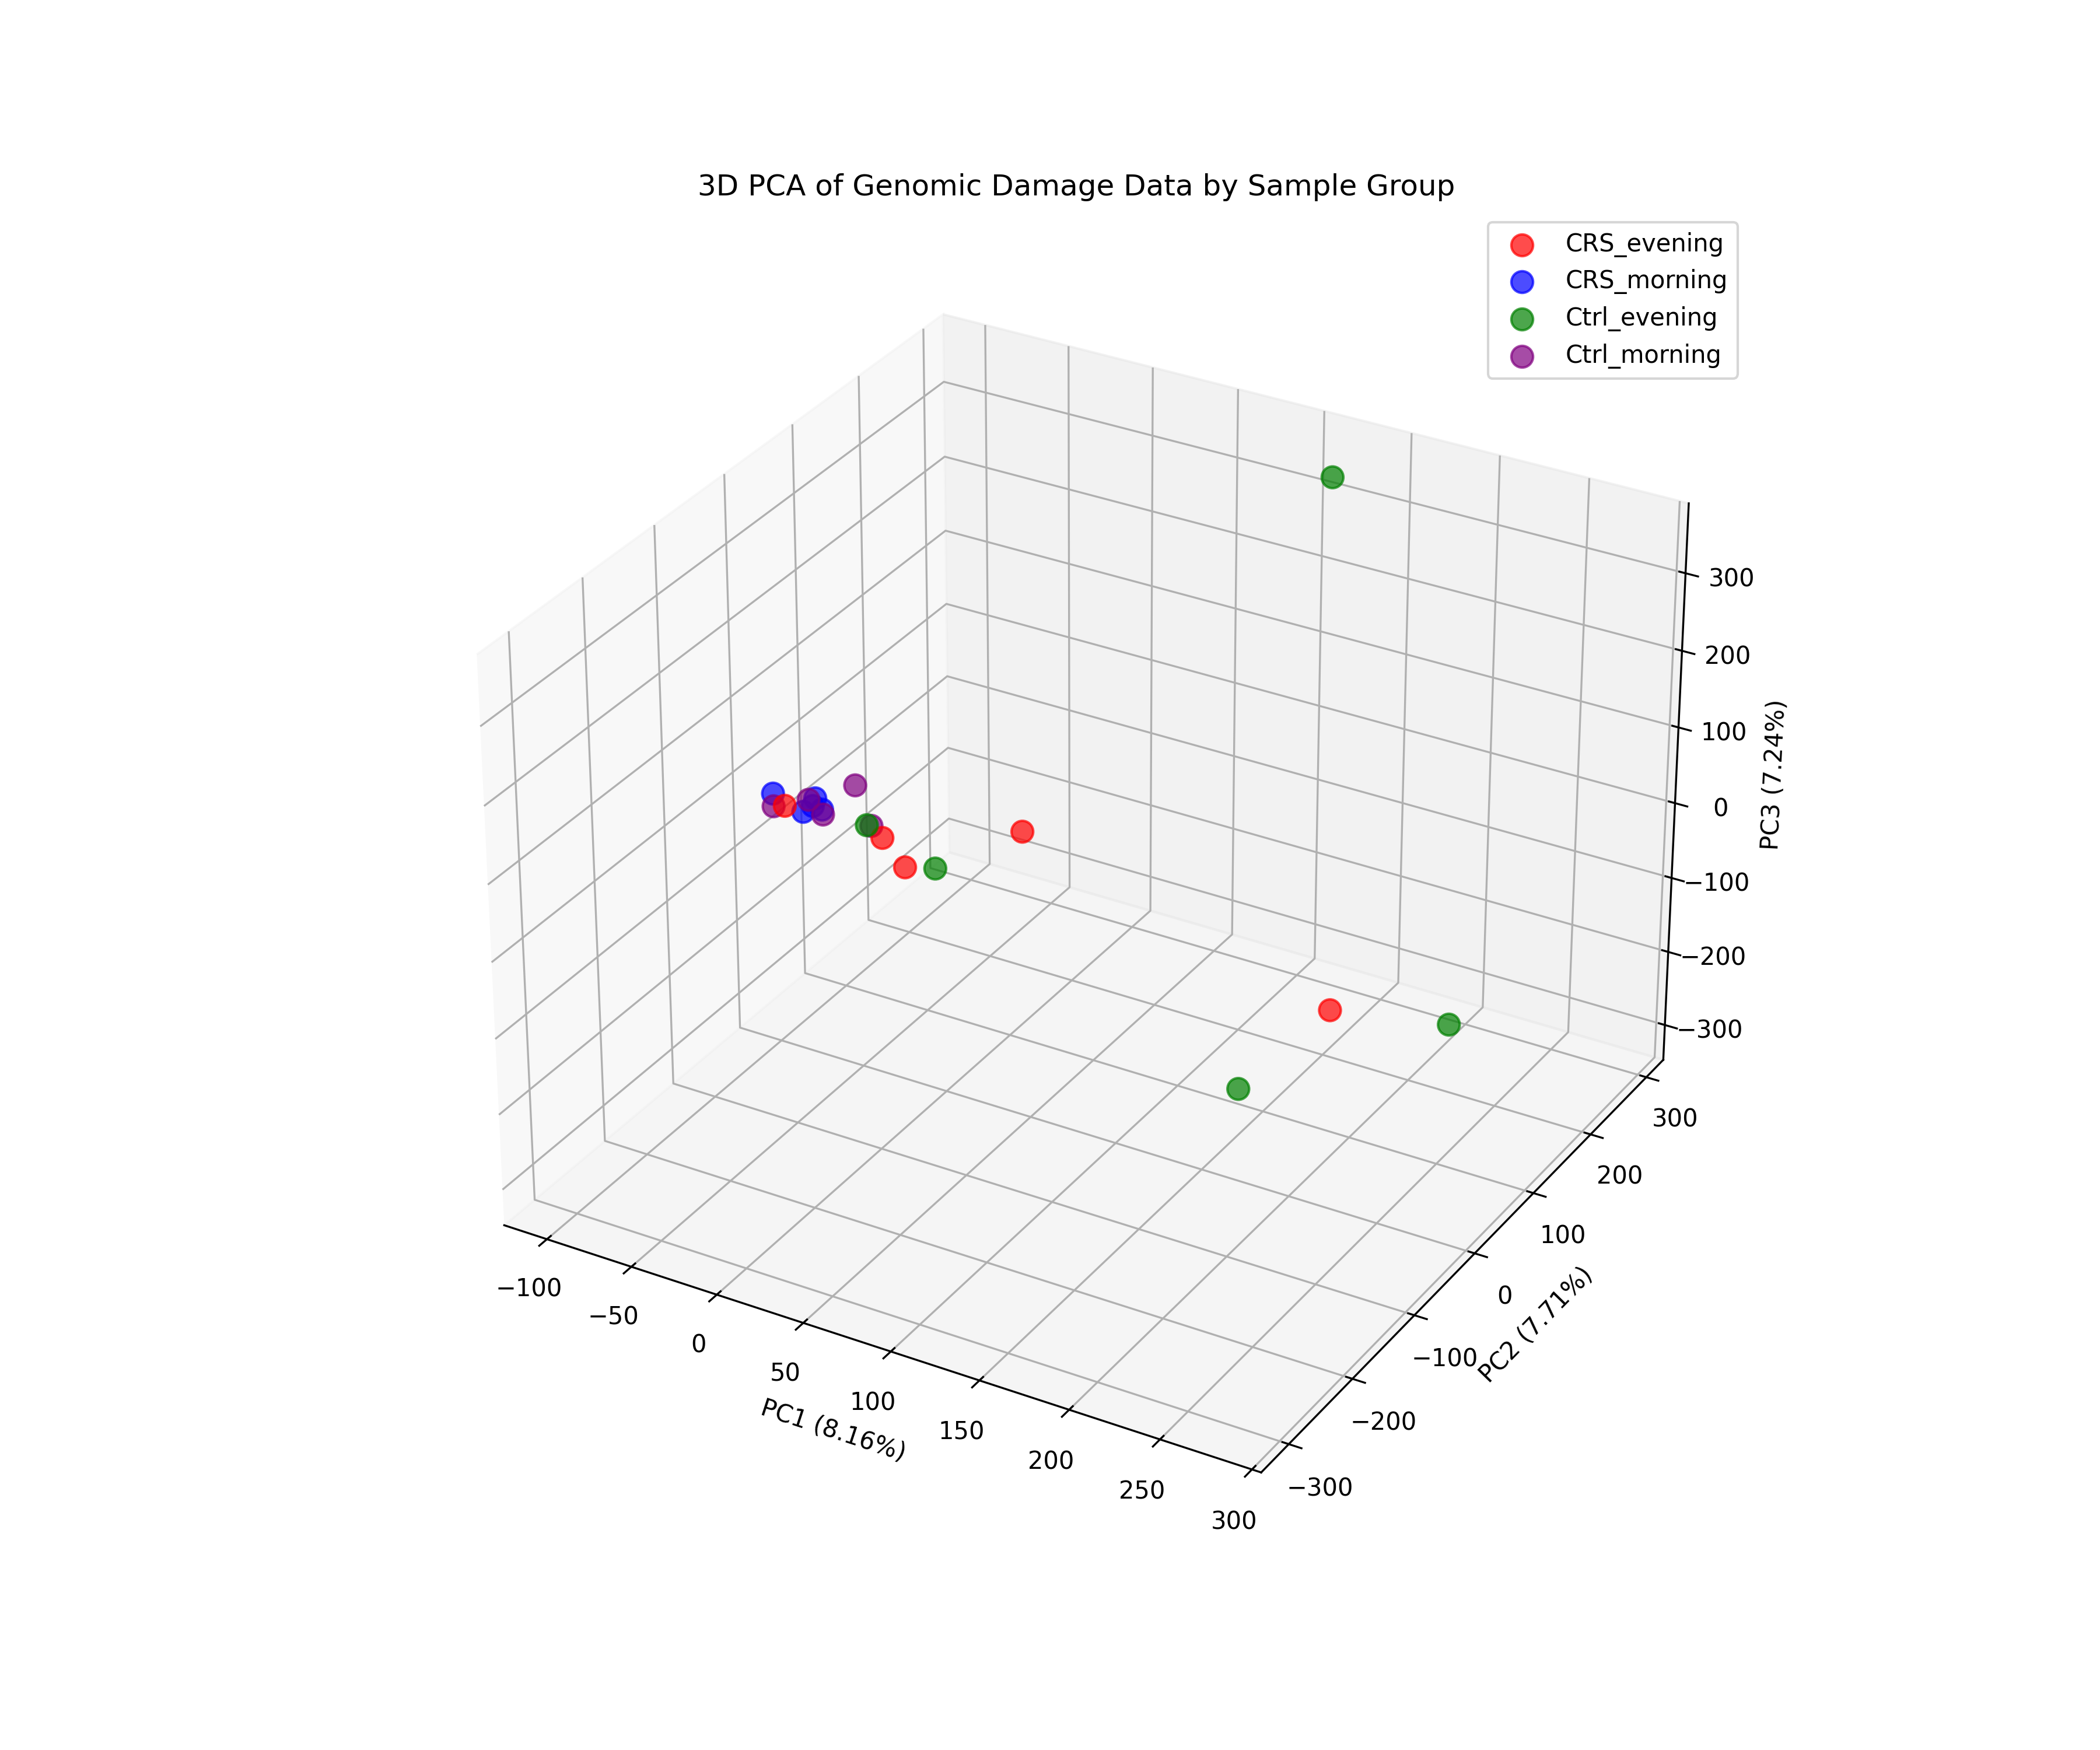 3D PCA of Genomic Damage Data by Sample Group
CRS_evening
CRS_morning
Ctrl_evening
Ctrl_morning
300
200
100
0
−100
−200
−300
PC3 (7.24%)
300
200
100
0
−100
−200
−300
PC2 (7.71%)
−100
−50
0
50
100
150
200
250
300
PC1 (8.16%)